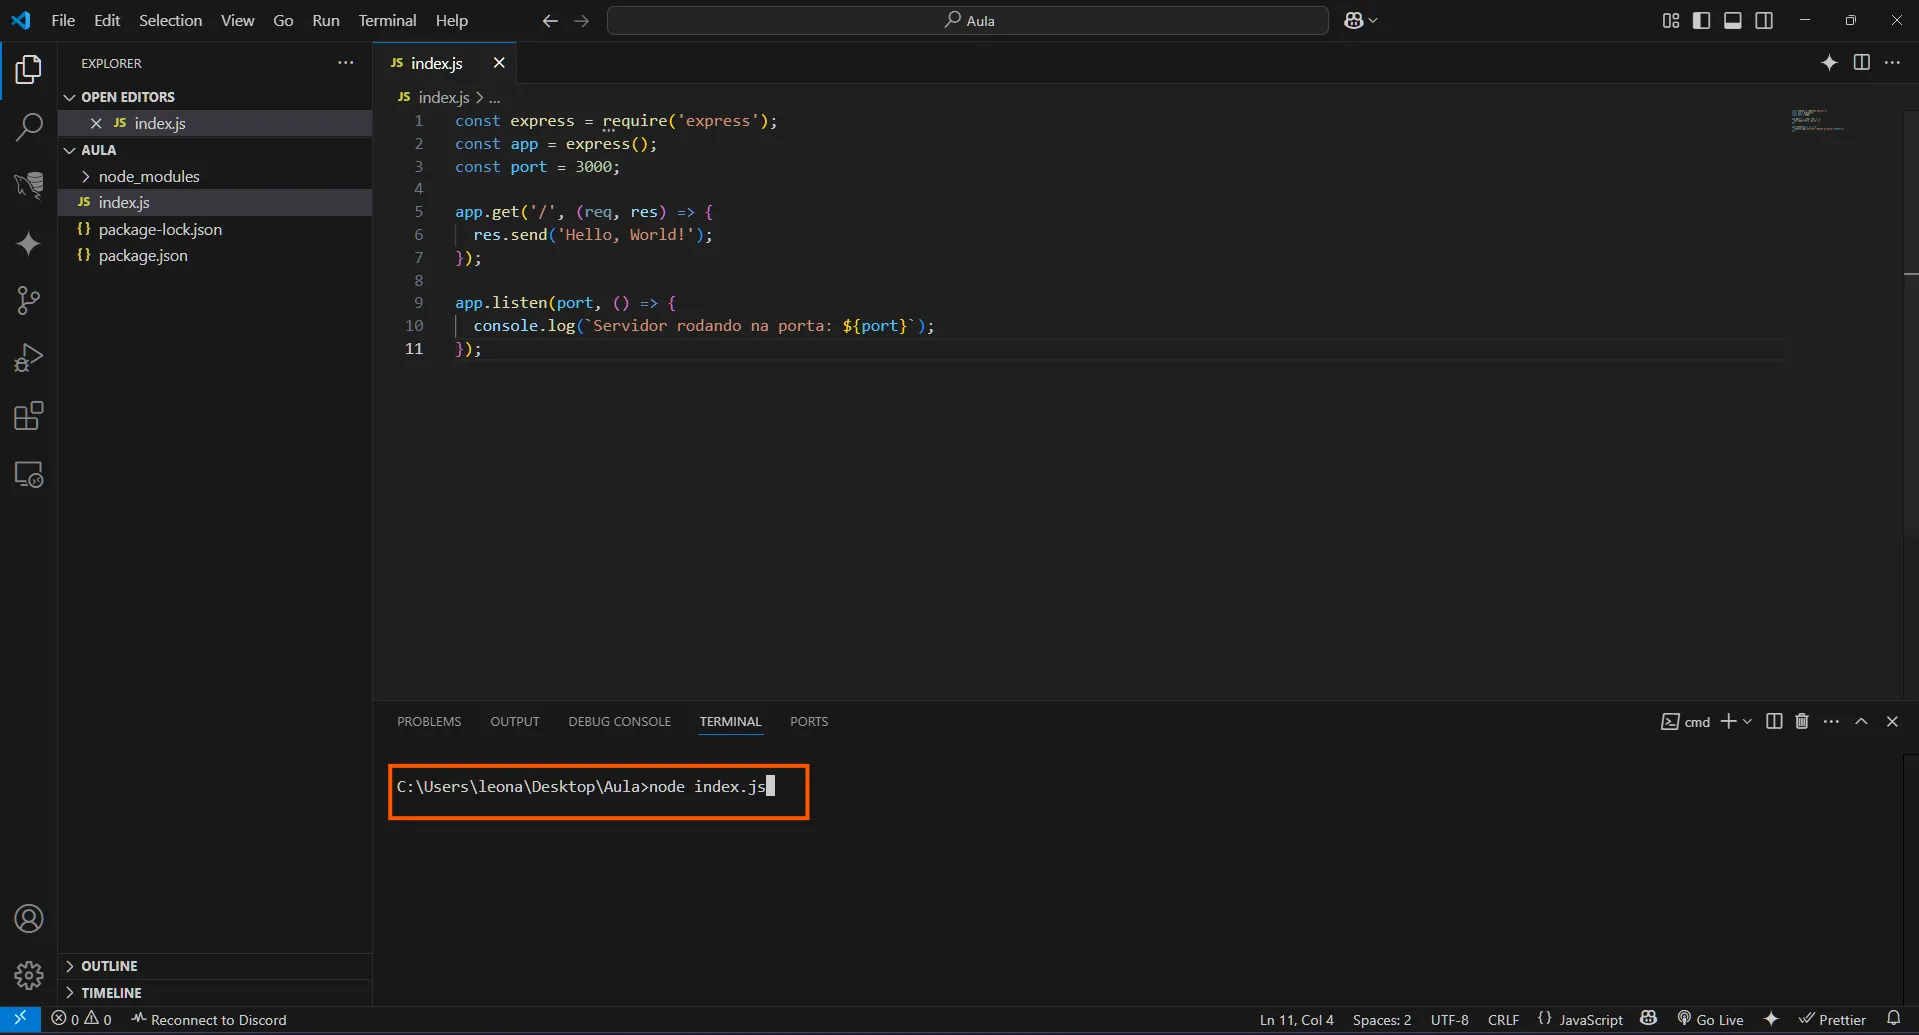 File Edit Selection View Go Run Terminal Help
Aula
EXPLORER
OPEN EDITORS
JS index.js
AULA
node_modules
JS index.js
{} package-lock.json
{} package.json
OUTLINE
TIMELINE
JS index.js
JS index.js > ...
1 const express = require('express');
2 const app = express();
3 const port = 3000;
4
5 app.get('/', (req, res) => {
6 res.send('Hello, World!');
7 });
8
9 app.listen(port, () => {
10 console.log(`Servidor rodando na porta: ${port}`);
11 });
PROBLEMS OUTPUT DEBUG CONSOLE TERMINAL PORTS
cmd
C:\Users\leona\Desktop\Aula>node index.js
0 0 Reconnect to Discord
Ln 11, Col 4 Spaces: 2 UTF-8 CRLF {} JavaScript Go Live Prettier